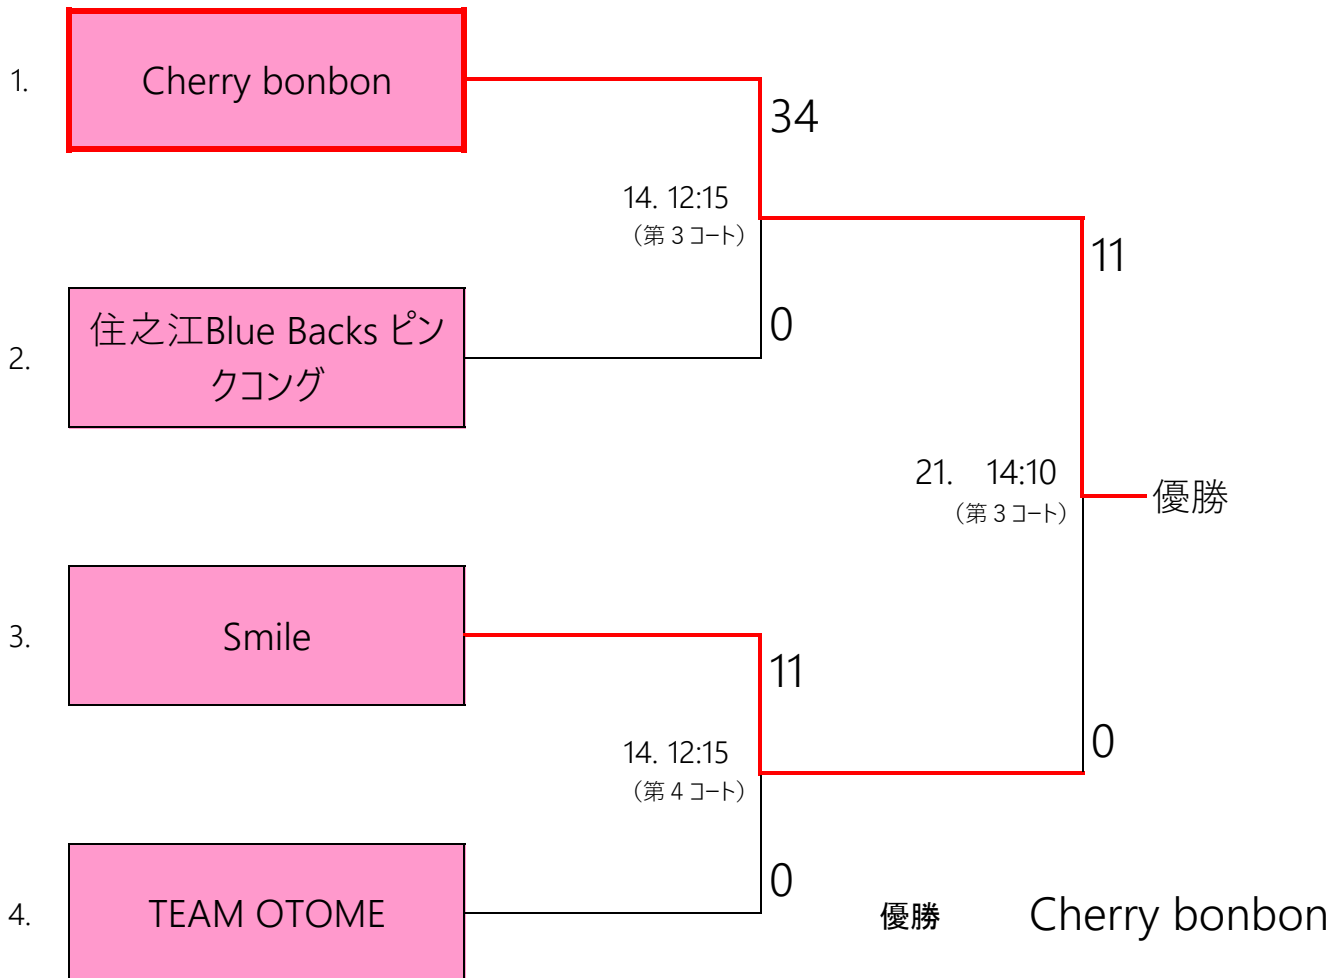 1.
Cherry bonbon
34
14. 12:15
（第３コート）
11
0
2.
住之江Blue Backs ピン
クコング
21. 14:10
（第３コート）
優勝
3.
Smile
11
14. 12:15
（第４コート）
0
0
4.
TEAM OTOME
優勝 Cherry bonbon